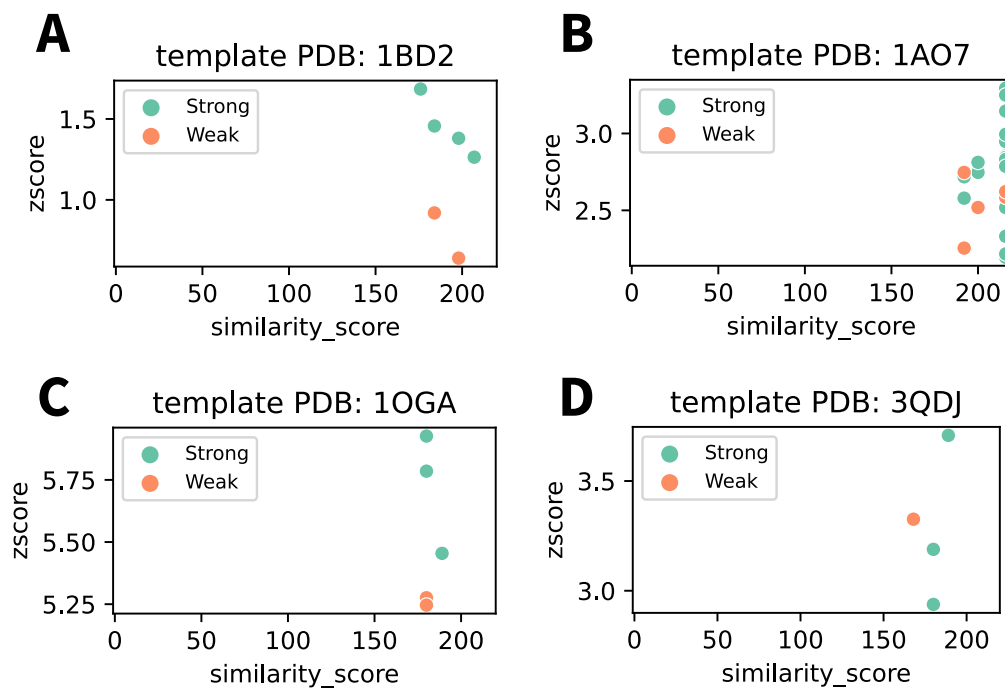 A
template PDB: 1BD2
Strong
Weak
1.5
1.0
zscore
0 50 100 150 200
similarity_score
B
template PDB: 1AO7
Strong
Weak
3.0
2.5
zscore
0 50 100 150 200
similarity_score
C
template PDB: 1OGA
Strong
Weak
5.75
5.50
5.25
zscore
0 50 100 150 200
similarity_score
D
template PDB: 3QDJ
Strong
Weak
3.5
3.0
zscore
0 50 100 150 200
similarity_score